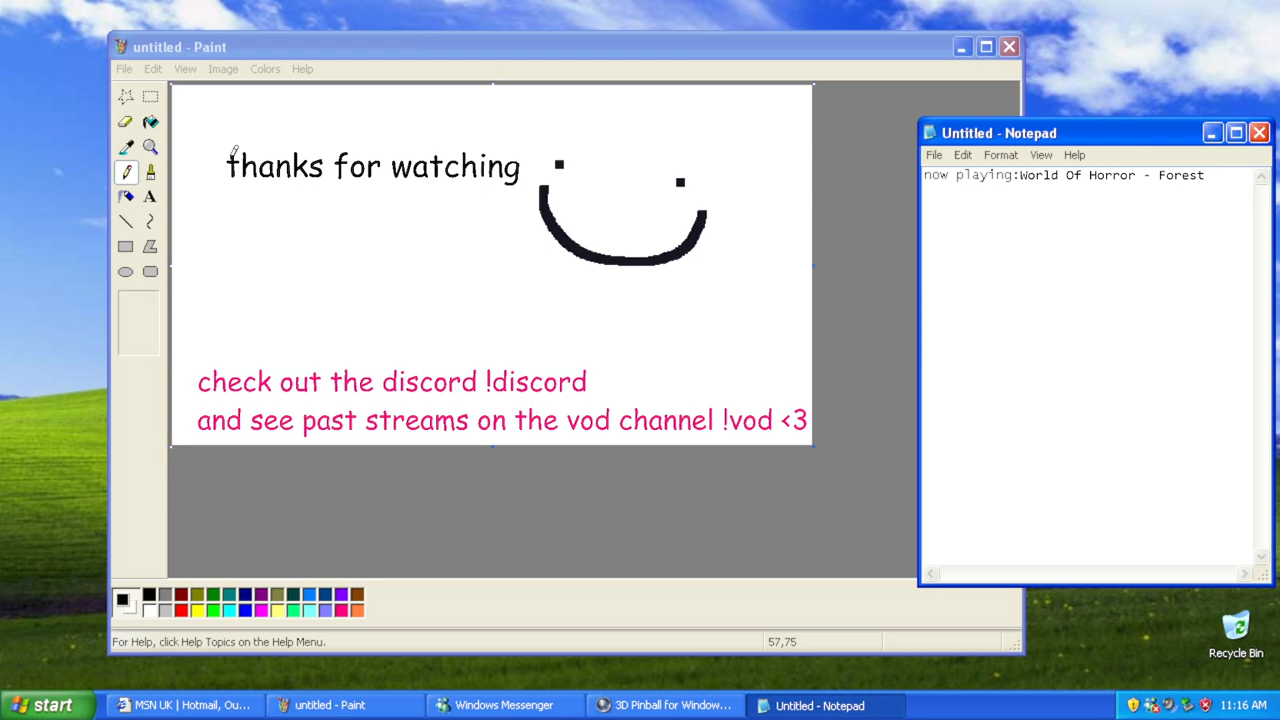 untitled - Paint
File Edit View Image Colors Help
thanks for watching
check out the discord !discord
and see past streams on the vod channel !vod <3
For Help, click Help Topics on the Help Menu.
57,75
Untitled - Notepad
File Edit Format View Help
now playing:World Of Horror - Forest
Recycle Bin
start
MSN UK | Hotmail, Ou...
untitled - Paint
Windows Messenger
3D Pinball for Window...
Untitled - Notepad
11:16 AM